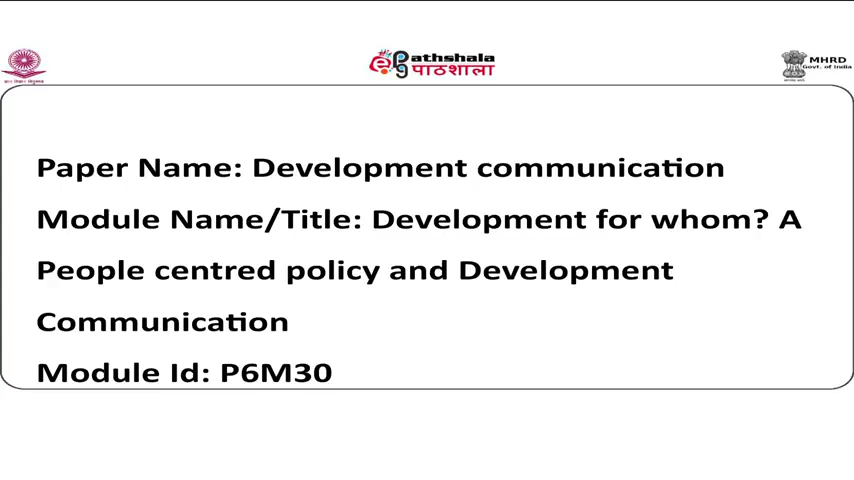 ePathshala
पाठशाला
MHRD
Govt. of India
Paper Name: Development communication
Module Name/Title: Development for whom? A
People centred policy and Development
Communication
Module Id: P6M30